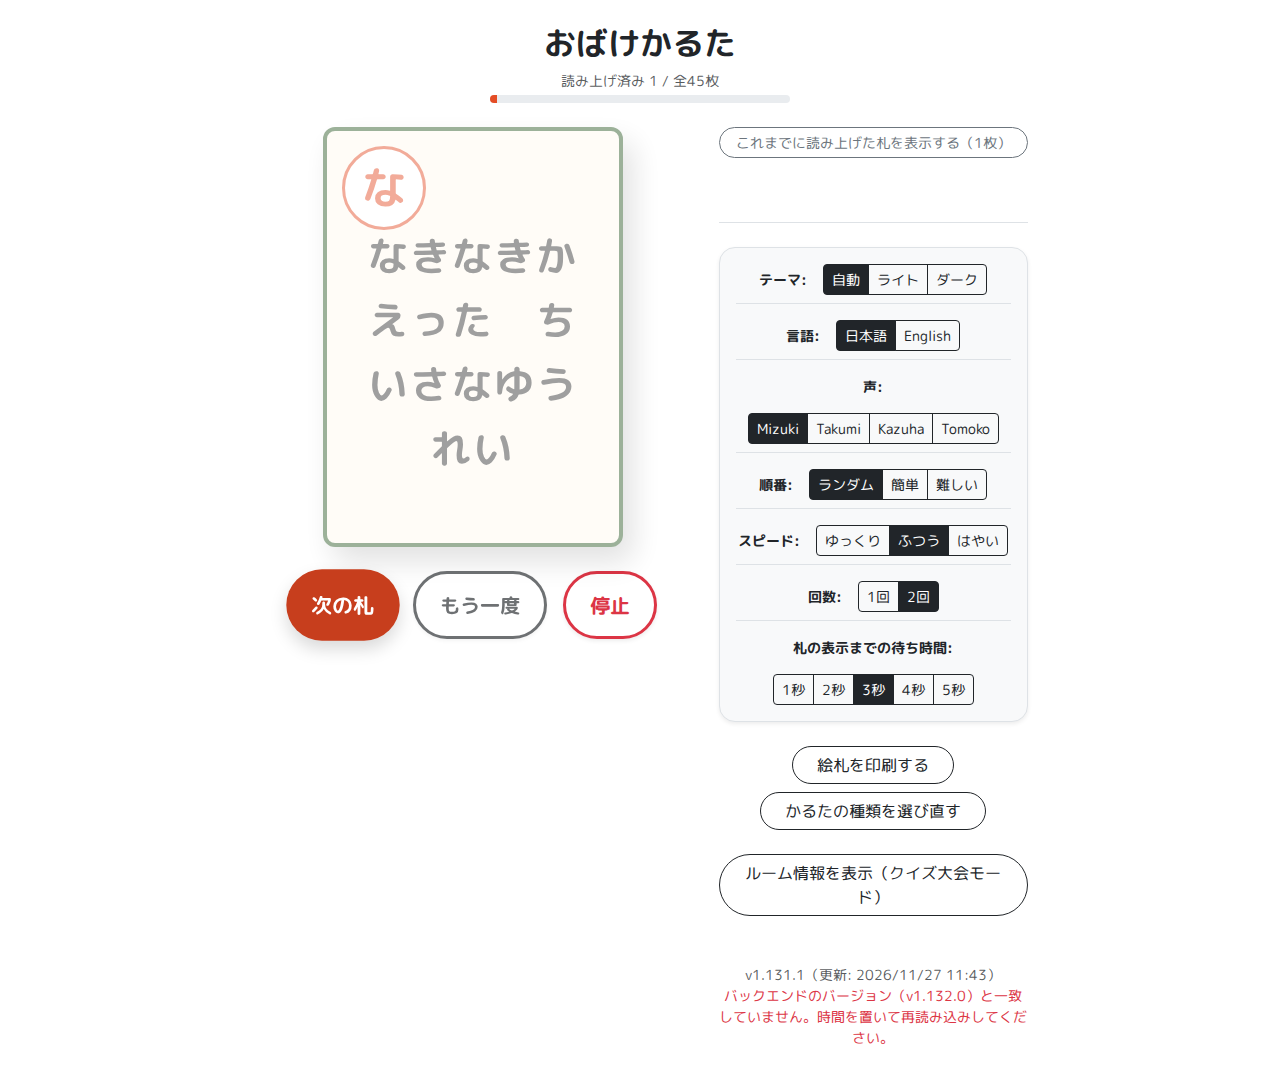 おばけかるた
読み上げ済み 1 / 全45枚
な
なきなきか
えった　ち
いさなゆう
れい
次の札
もう一度
停止
これまでに読み上げた札を表示する（1枚）
テーマ: 自動 ライト ダーク
言語: 日本語 English
声:
Mizuki Takumi Kazuha Tomoko
順番: ランダム 簡単 難しい
スピード: ゆっくり ふつう はやい
回数: 1回 2回
札の表示までの待ち時間:
1秒 2秒 3秒 4秒 5秒
絵札を印刷する
かるたの種類を選び直す
ルーム情報を表示（クイズ大会モー
ド）
v1.131.1（更新: 2026/11/27 11:43）
バックエンドのバージョン（v1.132.0）と一致
していません。時間を置いて再読み込みしてくだ
さい。